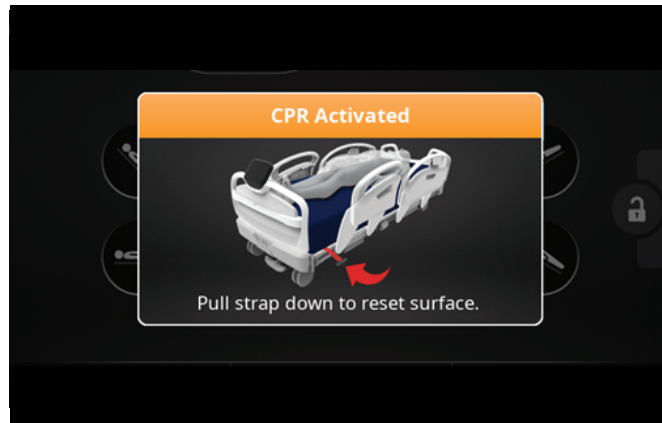 CPR Activated
Pull strap down to reset surface.